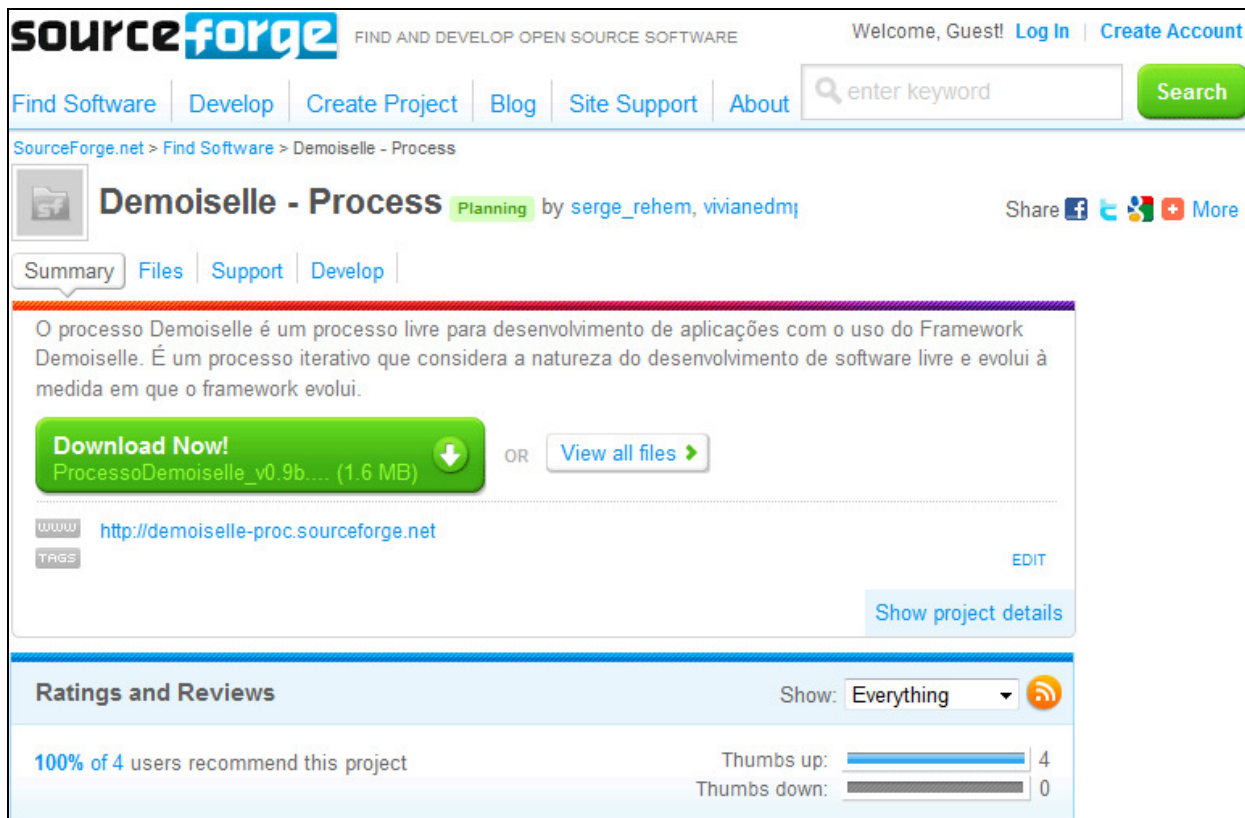 sourceforge FIND AND DEVELOP OPEN SOURCE SOFTWARE Welcome, Guest! Log In | Create Account
Find Software Develop Create Project Blog Site Support About enter keyword Search
SourceForge.net > Find Software > Demoiselle - Process
sf Demoiselle - Process Planning by serge_rehem, Share More
Summary Files Support Develop
O processo Demoiselle é um processo livre para desenvolvimento de aplicações com o uso do Framework
Demoiselle. É um processo iterativo que considera a natureza do desenvolvimento de software livre e evolui à
medida em que o framework evolui.
Download Now!
ProcessoDemoiselle_v0.9b.... (1.6 MB) OR View all files
www http://demoiselle-proc.sourceforge.net
TAGS EDIT
Show project details
Ratings and Reviews Show: Everything
100% of 4 users recommend this project Thumbs up: 4
Thumbs down: 0